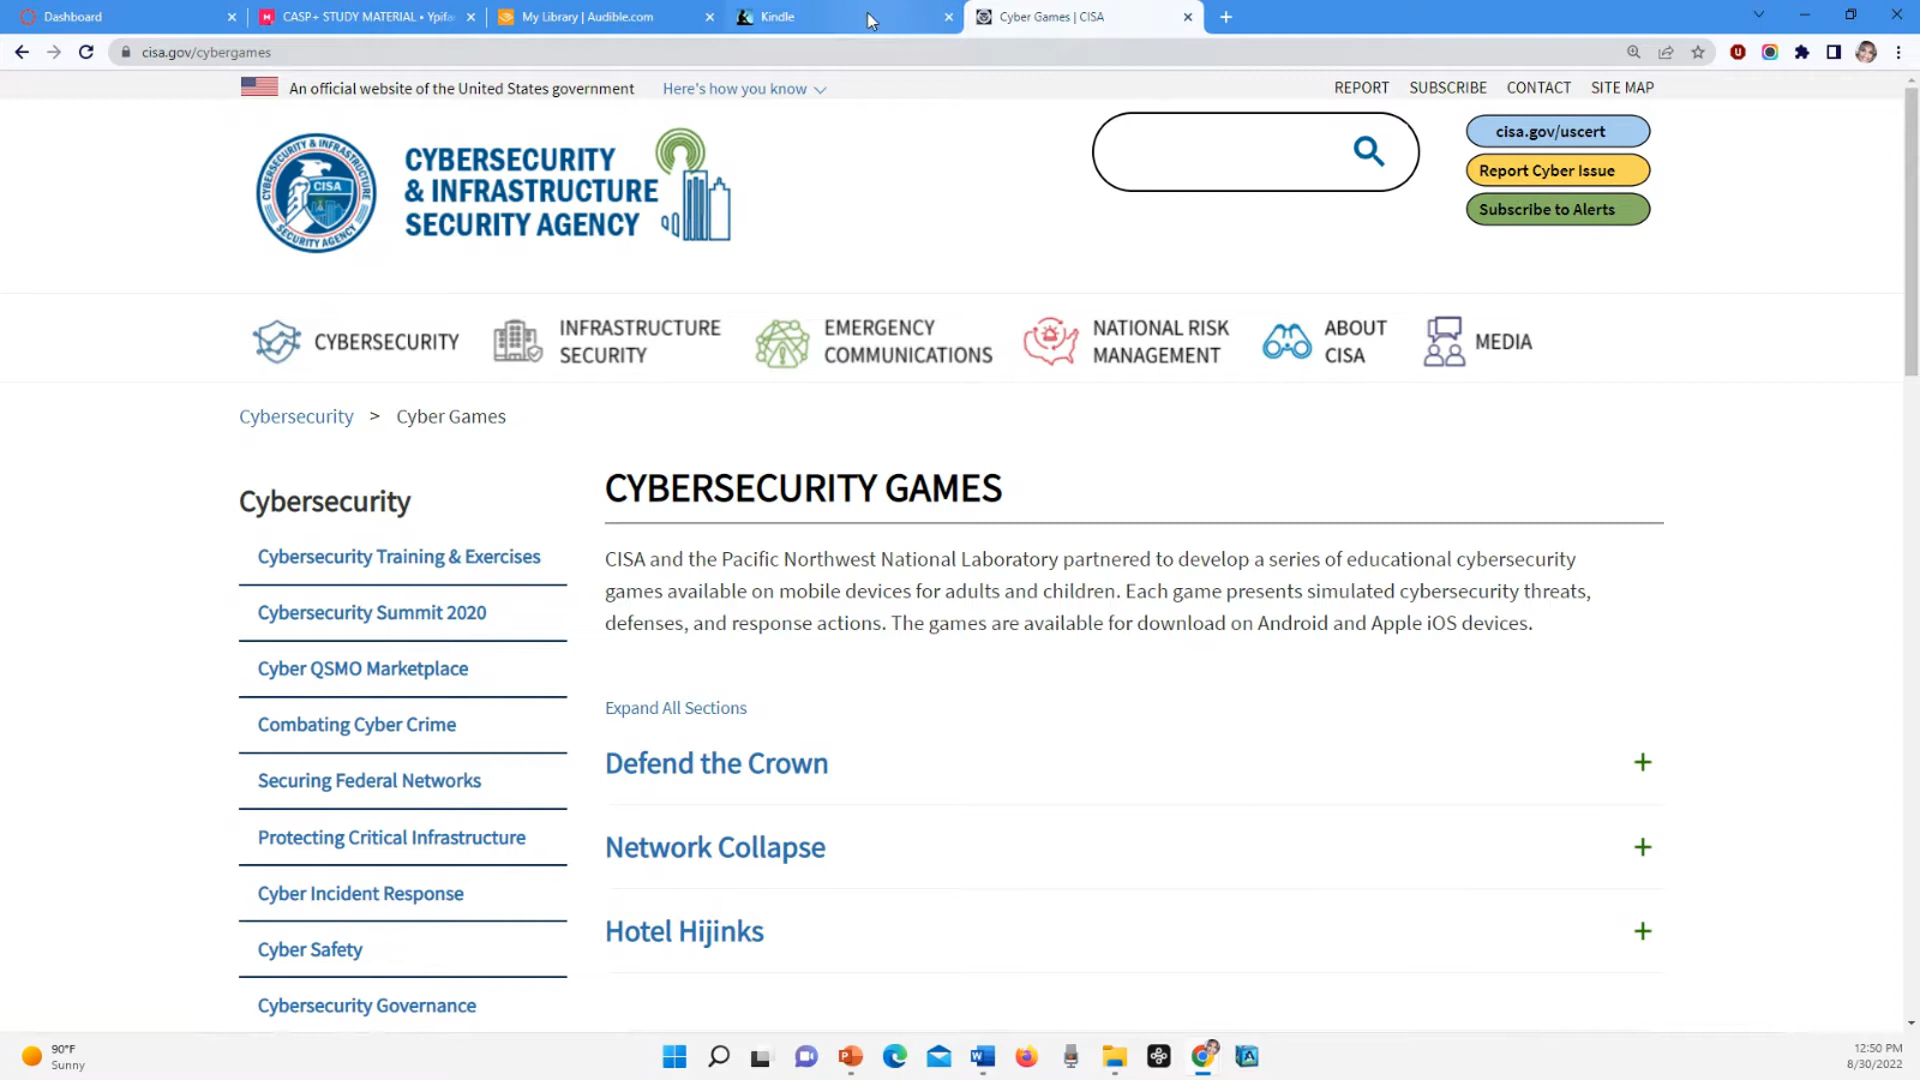 Dashboard
CASP+ STUDY MATERIAL • Ypifa
My Library | Audible.com
Kindle
Cyber Games | CISA
cisa.gov/cybergames
An official website of the United States government
Here's how you know
REPORT
SUBSCRIBE
CONTACT
SITE MAP
CYBERSECURITY
& INFRASTRUCTURE
SECURITY AGENCY
CYBERSECURITY & INFRASTRUCTURE
CISA
SECURITY AGENCY
cisa.gov/uscert
Report Cyber Issue
Subscribe to Alerts
CYBERSECURITY
INFRASTRUCTURE
SECURITY
EMERGENCY
COMMUNICATIONS
NATIONAL RISK
MANAGEMENT
ABOUT
CISA
MEDIA
Cybersecurity > Cyber Games
Cybersecurity
Cybersecurity Training & Exercises
Cybersecurity Summit 2020
Cyber QSMO Marketplace
Combating Cyber Crime
Securing Federal Networks
Protecting Critical Infrastructure
Cyber Incident Response
Cyber Safety
Cybersecurity Governance
CYBERSECURITY GAMES
CISA and the Pacific Northwest National Laboratory partnered to develop a series of educational cybersecurity
games available on mobile devices for adults and children. Each game presents simulated cybersecurity threats,
defenses, and response actions. The games are available for download on Android and Apple iOS devices.
Expand All Sections
Defend the Crown
Network Collapse
Hotel Hijinks
90°F
Sunny
12:50 PM
8/30/2022